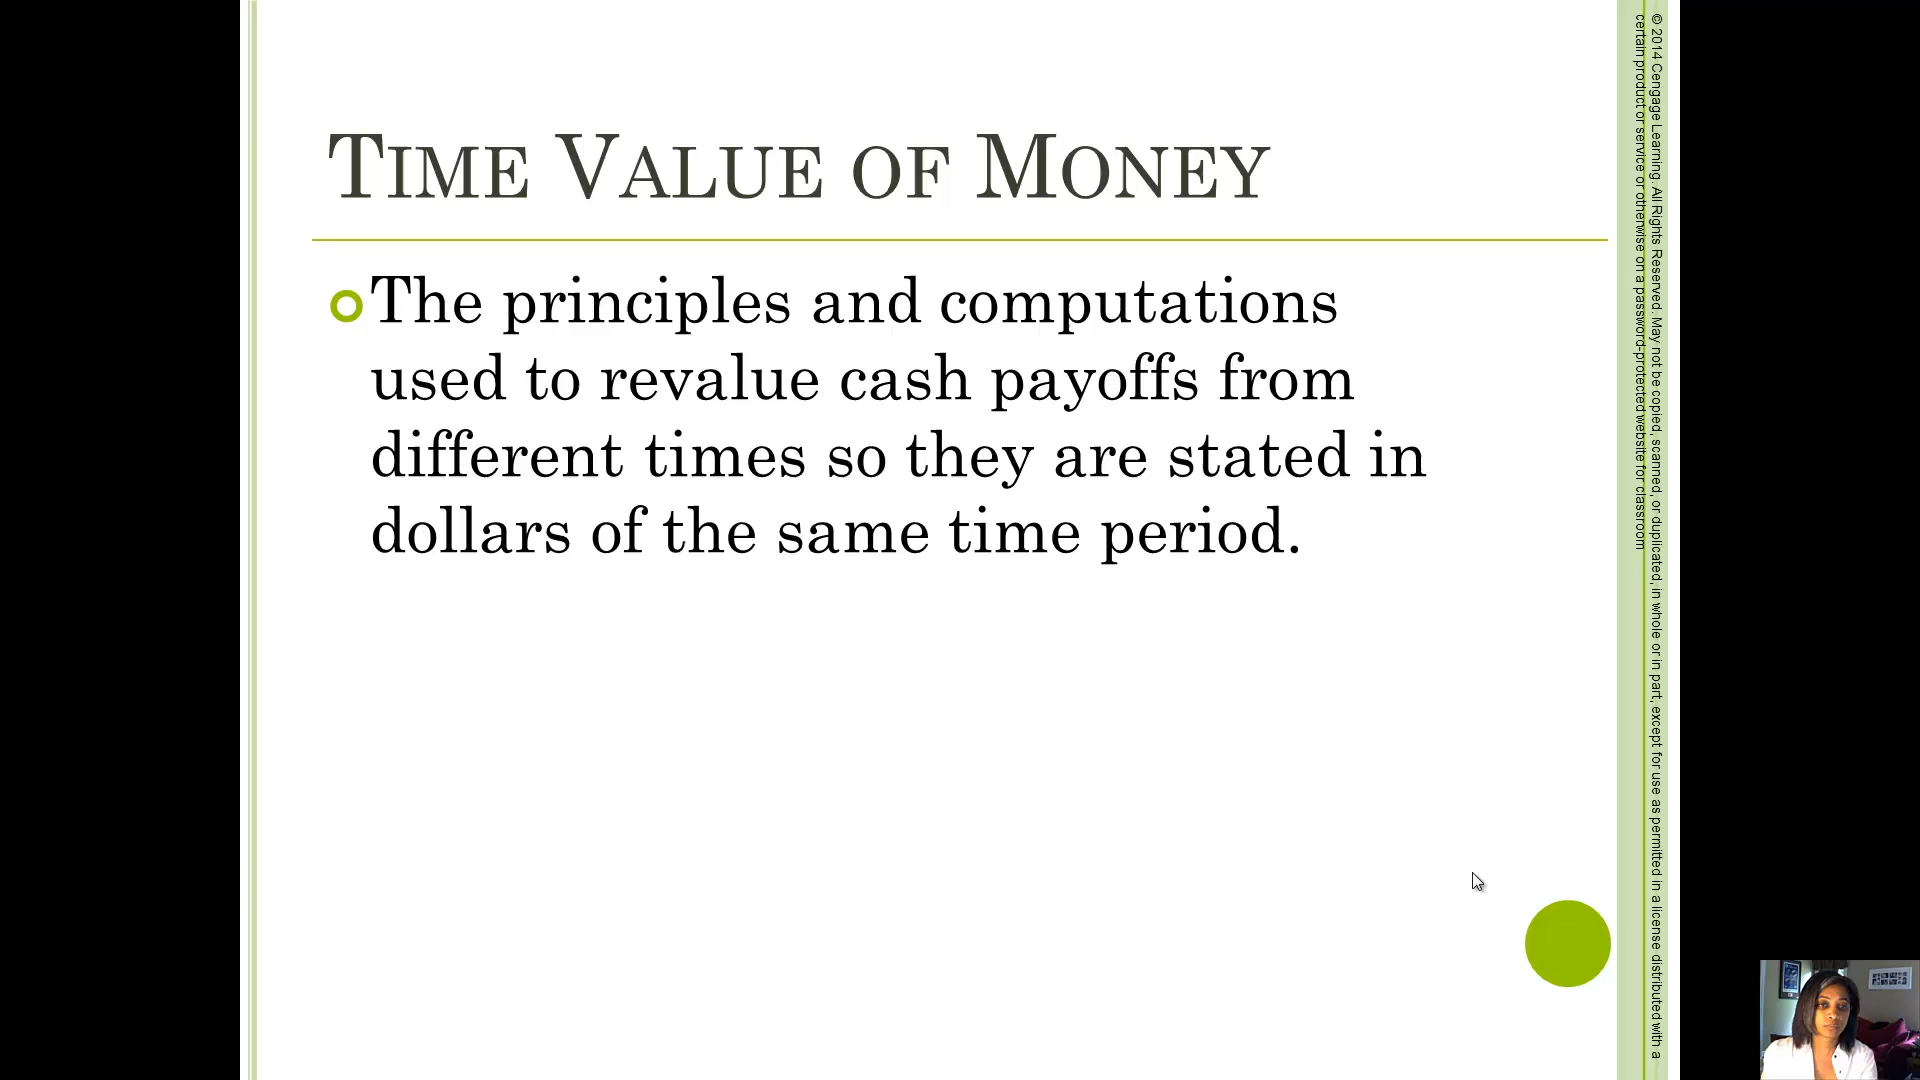 TIME VALUE OF MONEY
The principles and computations
used to revalue cash payoffs from
different times so they are stated in
dollars of the same time period.
© 2014 Cengage Learning. All Rights Reserved. May not be copied, scanned, or duplicated, in whole or in part, except for use as permitted in a license distributed with a
certain product or service or otherwise on a password-protected website for classroom